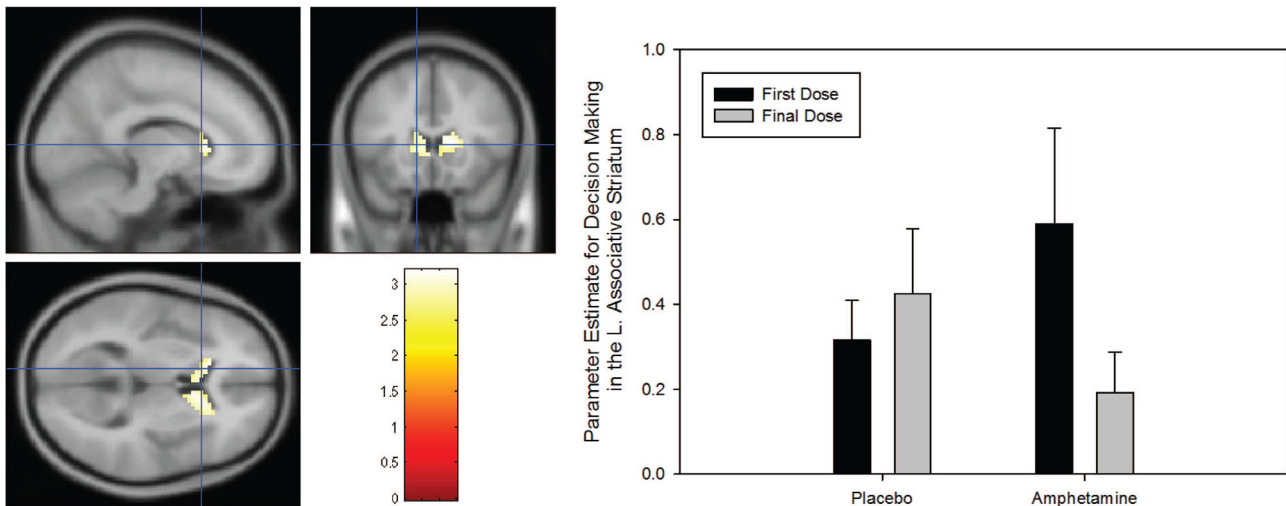 3
2.5
2
1.5
1
0.5
0
Parameter Estimate for Decision Making
in the L. Associative Striatum
1.0
0.8
0.6
0.4
0.2
0.0
First Dose
Final Dose
Placebo Amphetamine